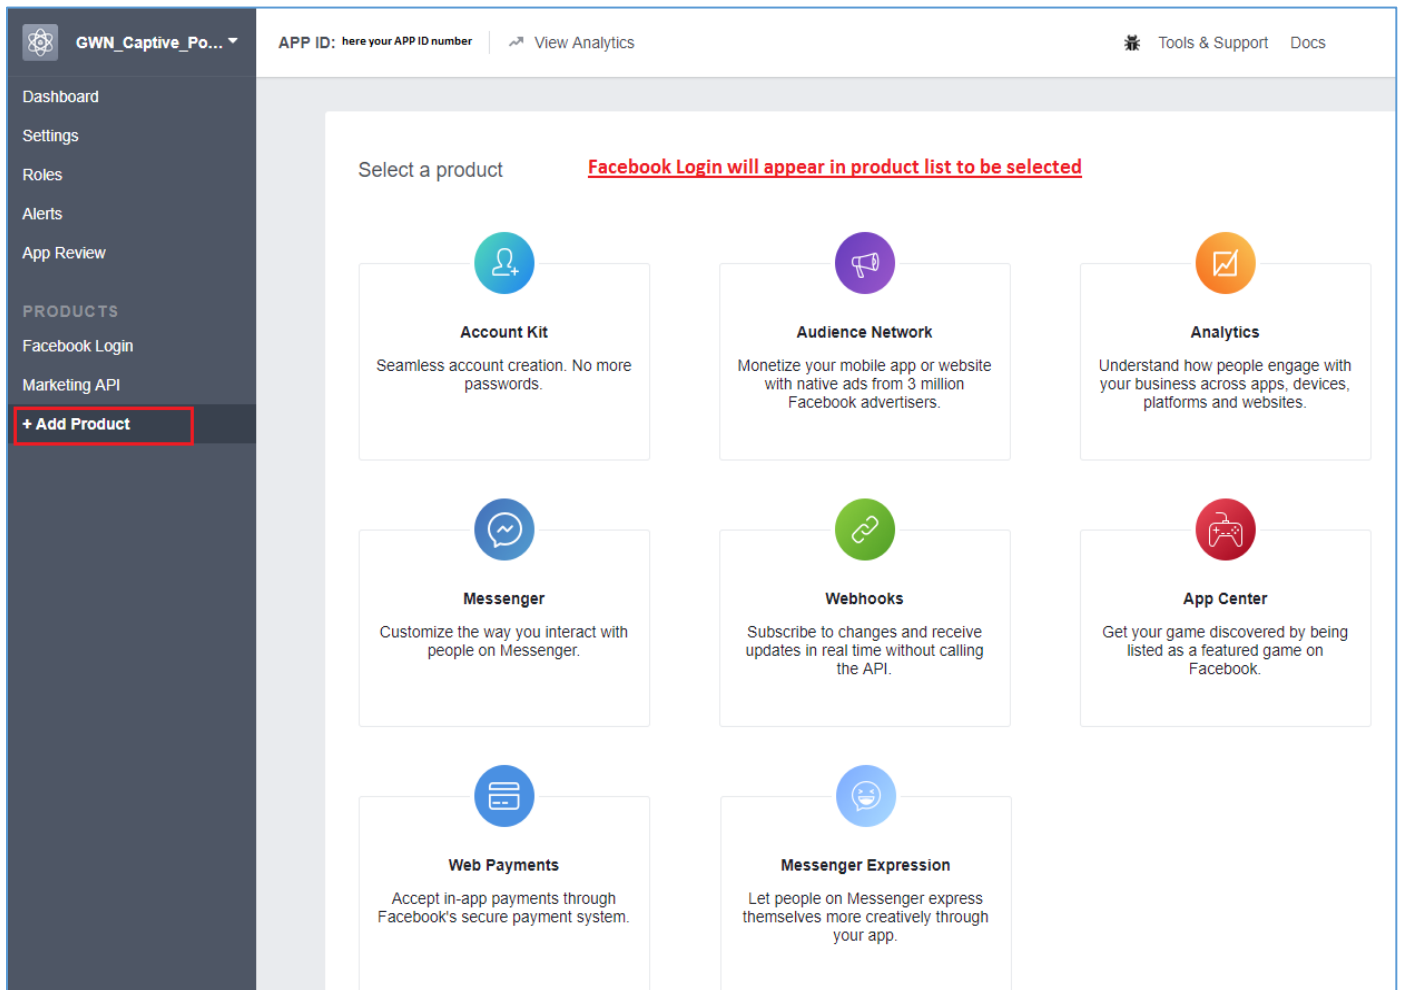 GWN_Captive_Po...
APP ID: here your APP ID number
View Analytics
Tools & Support
Docs
Dashboard
Settings
Roles
Alerts
App Review
PRODUCTS
Facebook Login
Marketing API
+ Add Product
Select a product
Facebook Login will appear in product list to be selected
Account Kit
Seamless account creation. No more
passwords.
Audience Network
Monetize your mobile app or website
with native ads from 3 million
Facebook advertisers.
Analytics
Understand how people engage with
your business across apps, devices,
platforms and websites.
Messenger
Customize the way you interact with
people on Messenger.
Webhooks
Subscribe to changes and receive
updates in real time without calling
the API.
App Center
Get your game discovered by being
listed as a featured game on
Facebook.
Web Payments
Accept in-app payments through
Facebook's secure payment system.
Messenger Expression
Let people on Messenger express
themselves more creatively through
your app.